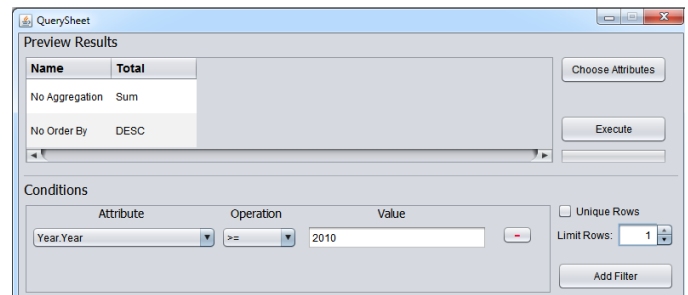 QuerySheet
Preview Results
Name Total
No Aggregation Sum
No Order By DESC
Choose Attributes
Execute
Conditions
Attribute Operation Value
Year.Year >= 2010 -
Unique Rows
Limit Rows: 1
Add Filter